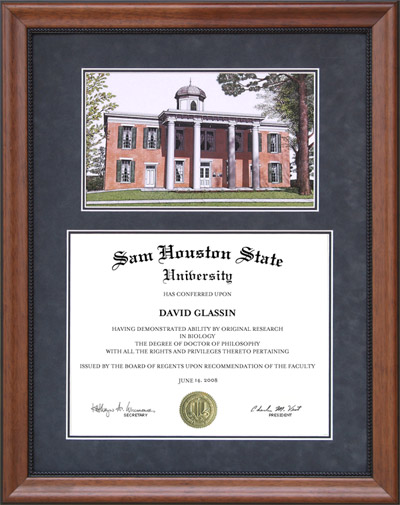 Sam Houston State
University
HAS CONFERRED UPON
DAVID GLASSIN
HAVING DEMONSTRATED ABILITY BY ORIGINAL RESEARCH
IN BIOLOGY
THE DEGREE OF DOCTOR OF PHILOSOPHY
WITH ALL THE RIGHTS AND PRIVILEGES THERETO PERTAINING
ISSUED BY THE BOARD OF REGENTS UPON RECOMMENDATION OF THE FACULTY
JUNE 14, 2008
SECRETARY
PRESIDENT